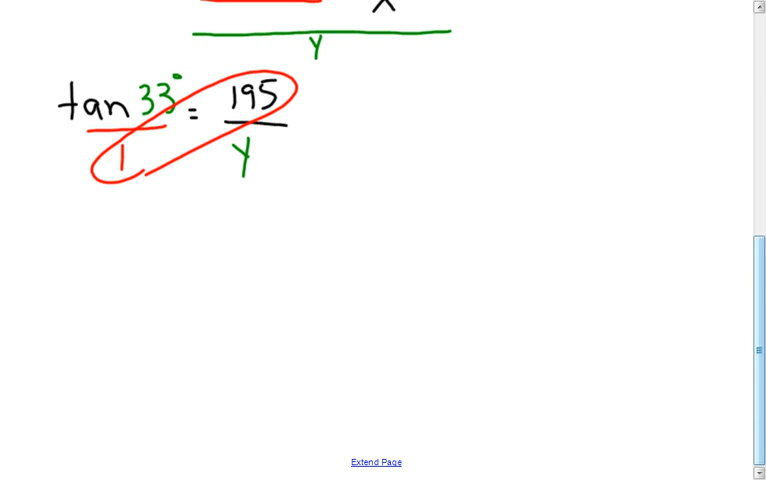 x
y
tan 33° = 195
1 y
Extend Page